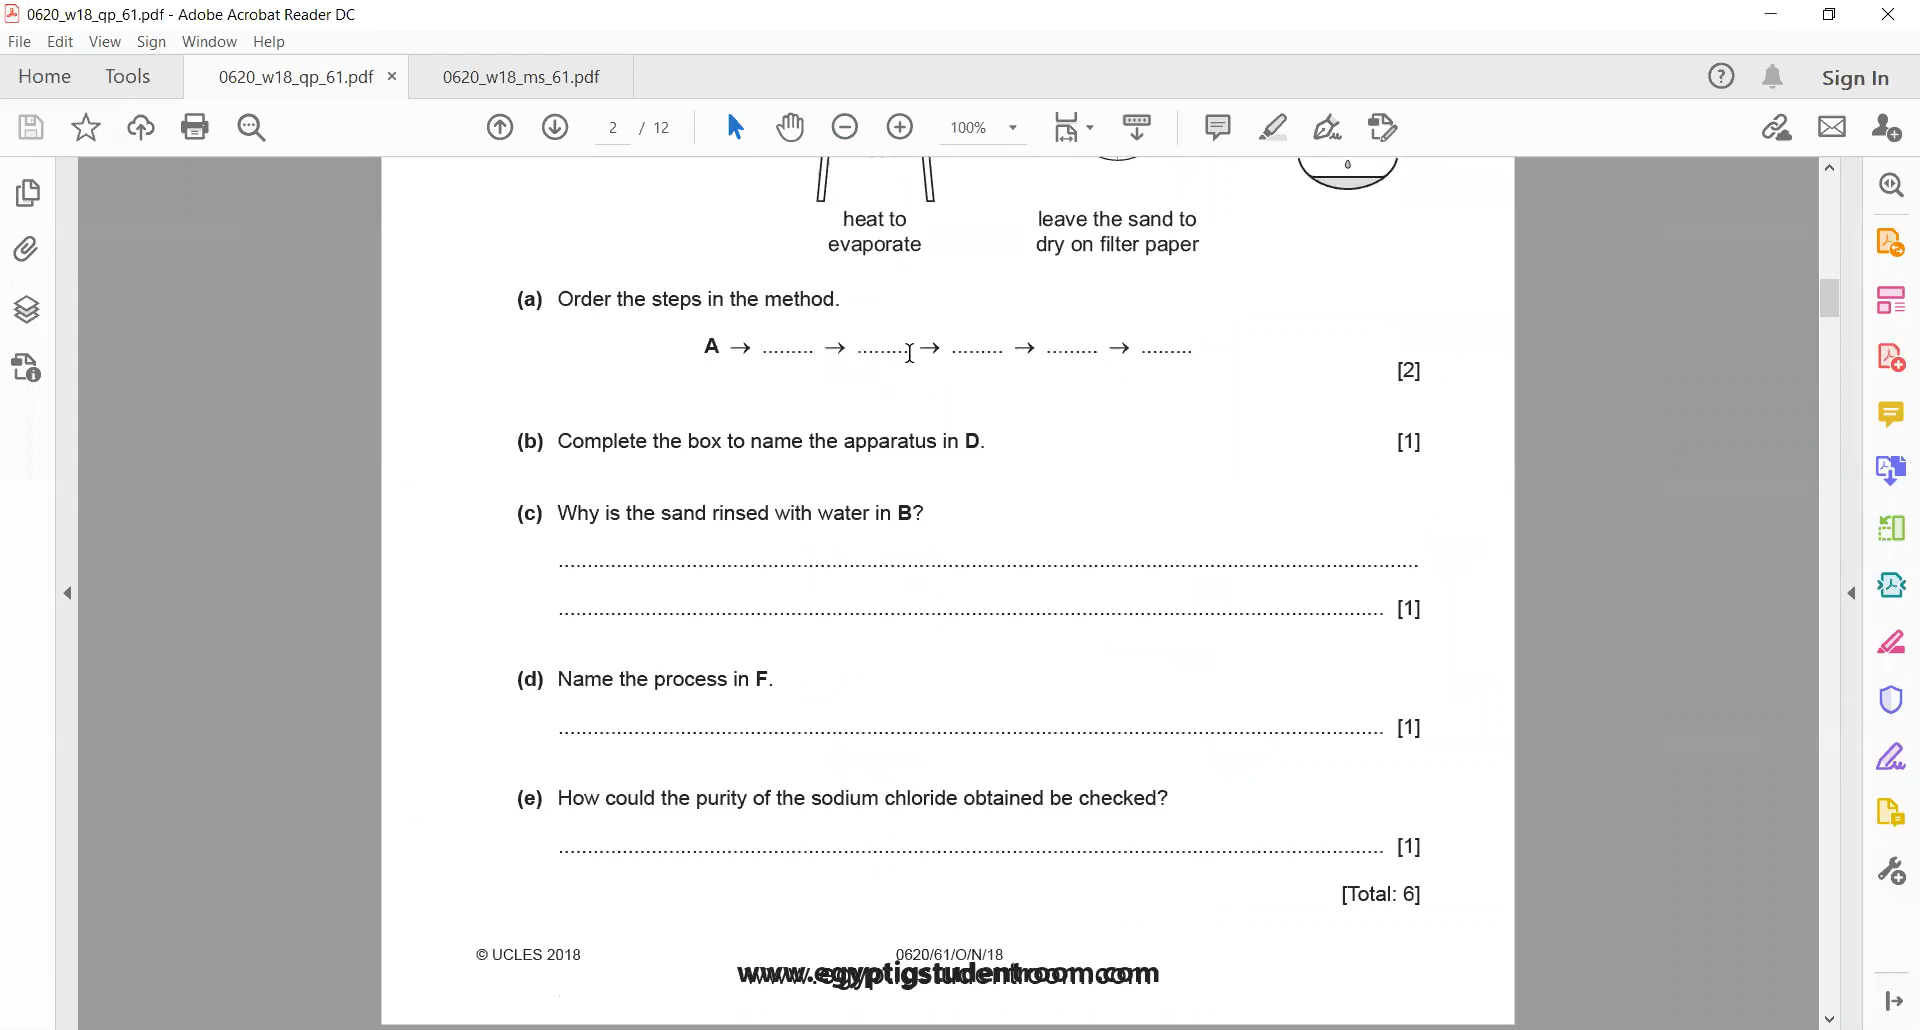 0620_w18_qp_61.pdf - Adobe Acrobat Reader DC
File Edit View Sign Window Help
Home Tools 0620_w18_qp_61.pdf × 0620_w18_ms_61.pdf Sign In
2 / 12 100%
heat to
evaporate
leave the sand to
dry on filter paper
(a) Order the steps in the method.
A → ......... → ......... → ......... → ......... → .........
[2]
(b) Complete the box to name the apparatus in D. [1]
(c) Why is the sand rinsed with water in B?
[1]
(d) Name the process in F.
[1]
(e) How could the purity of the sodium chloride obtained be checked?
[1]
[Total: 6]
© UCLES 2018 0620/61/O/N/18
www.egyptigstudentroom.com